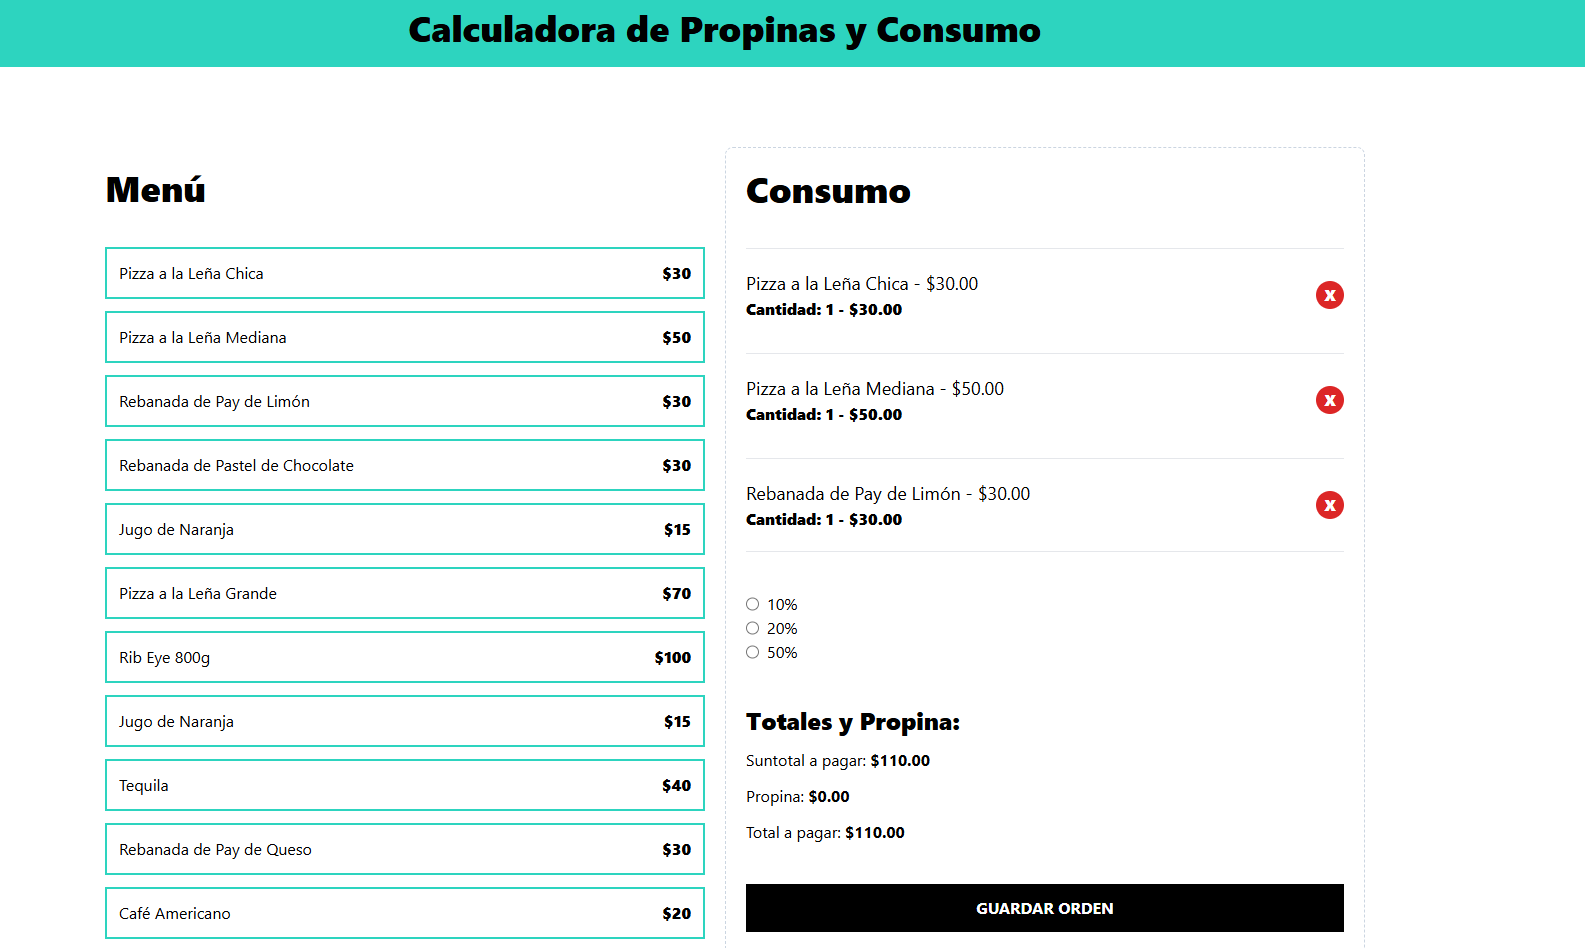 Calculadora de Propinas y Consumo
Menú
Pizza a la Leña Chica $30
Pizza a la Leña Mediana $50
Rebanada de Pay de Limón $30
Rebanada de Pastel de Chocolate $30
Jugo de Naranja $15
Pizza a la Leña Grande $70
Rib Eye 800g $100
Jugo de Naranja $15
Tequila $40
Rebanada de Pay de Queso $30
Café Americano $20
Consumo
Pizza a la Leña Chica - $30.00
Cantidad: 1 - $30.00
X
Pizza a la Leña Mediana - $50.00
Cantidad: 1 - $50.00
X
Rebanada de Pay de Limón - $30.00
Cantidad: 1 - $30.00
X
10%
20%
50%
Totales y Propina:
Suntotal a pagar: $110.00
Propina: $0.00
Total a pagar: $110.00
GUARDAR ORDEN